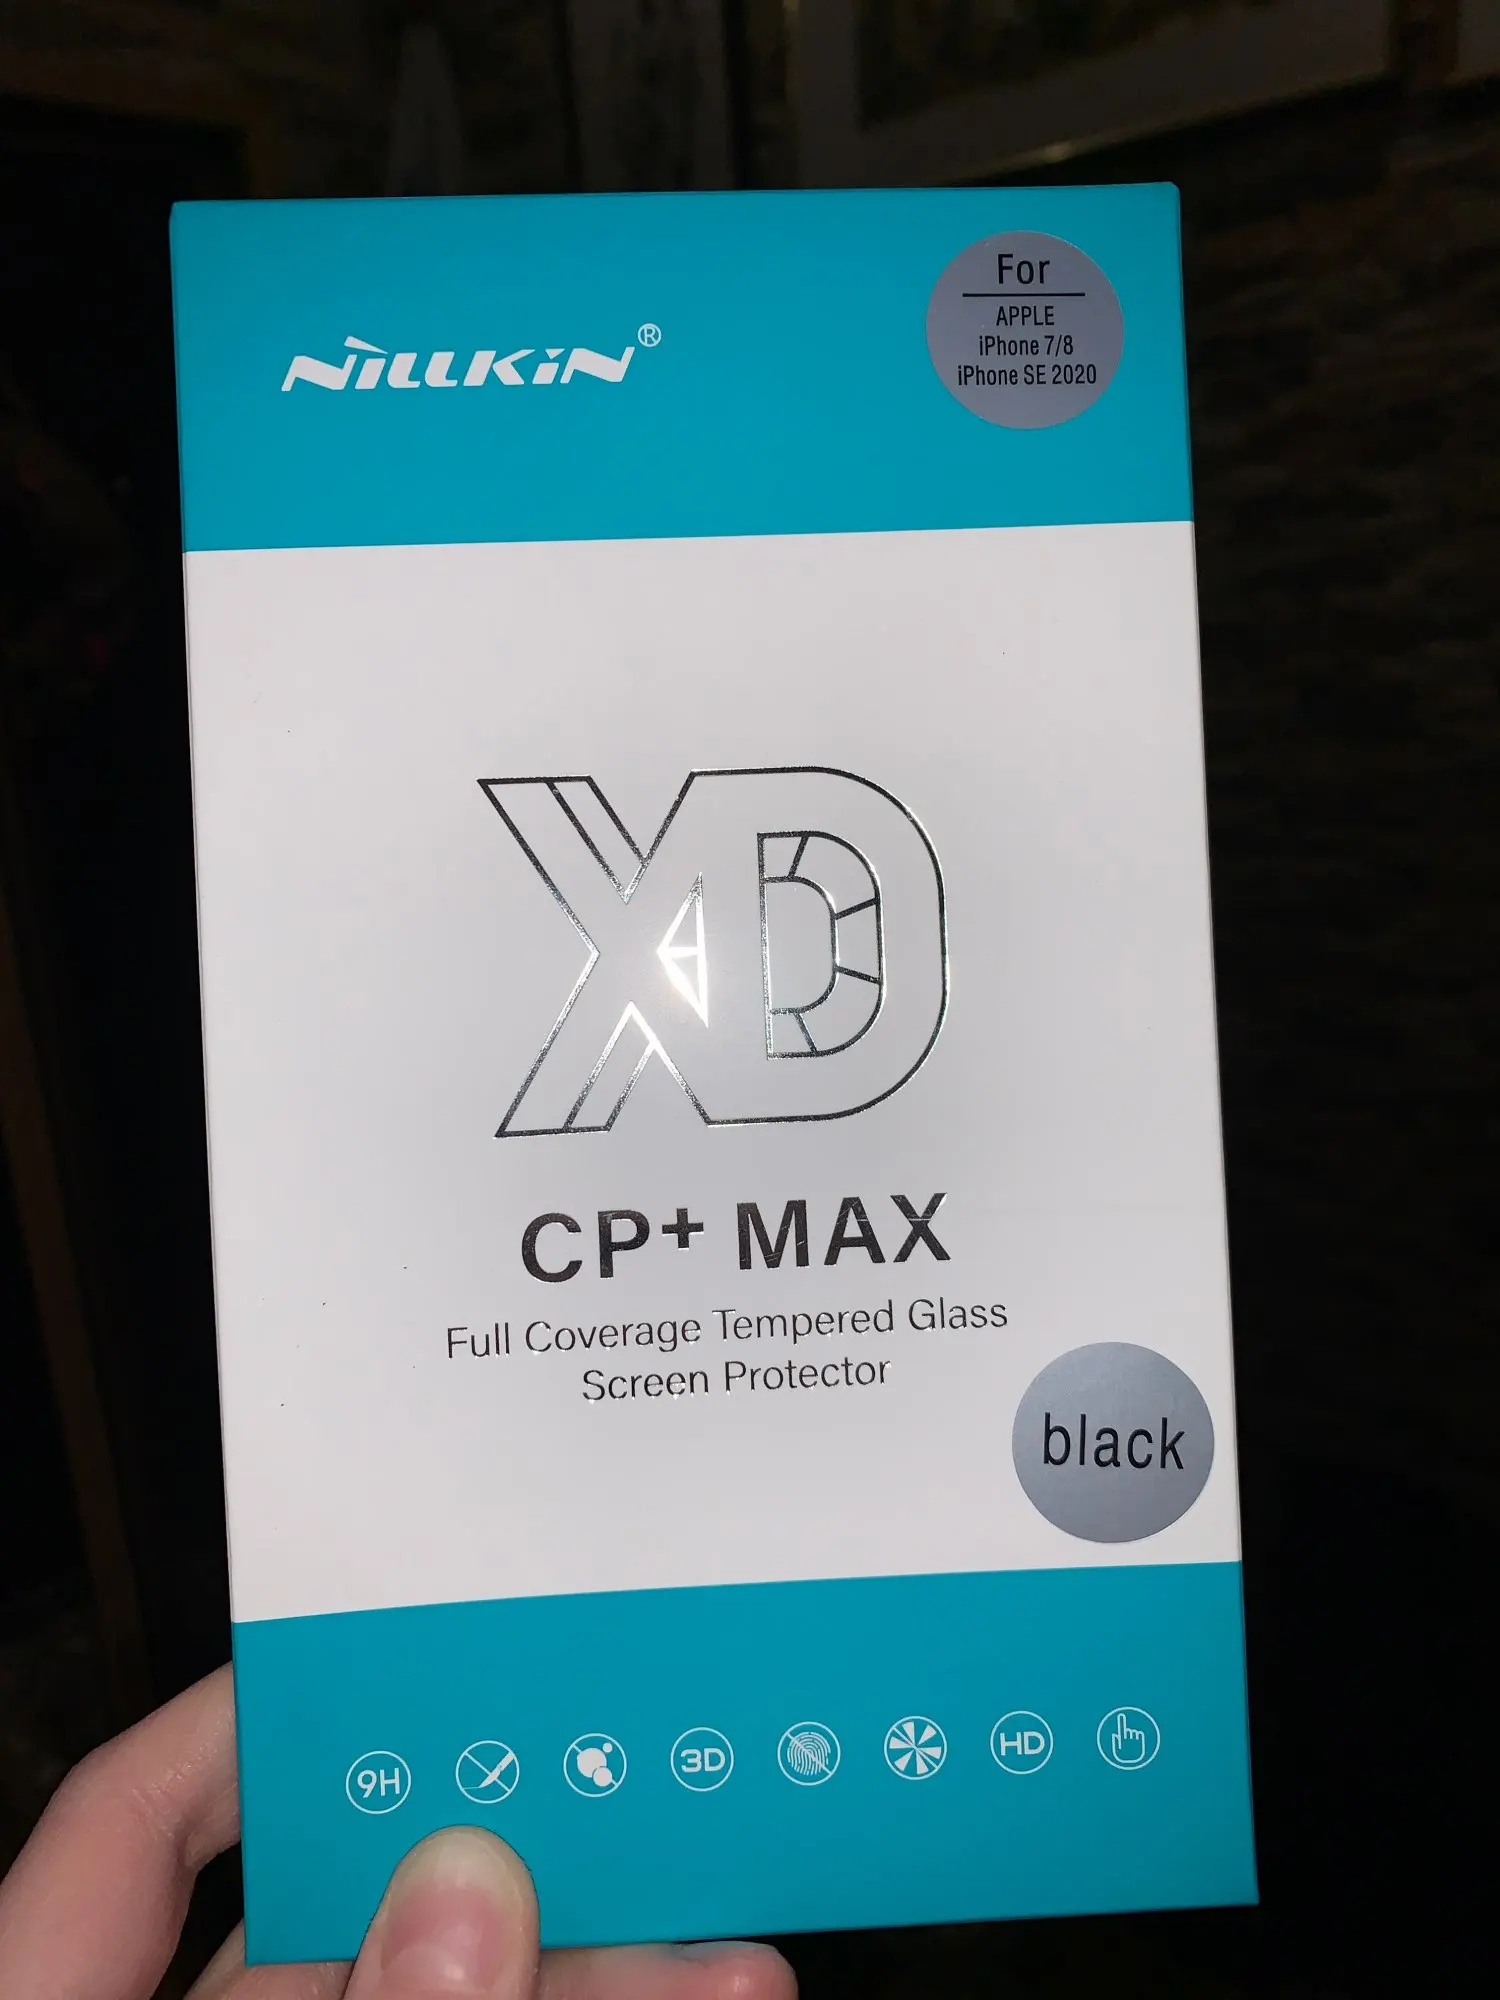 NILLKIN®
For
APPLE
iPhone 7/8
iPhone SE 2020
XD
CP+ MAX
Full Coverage Tempered Glass
Screen Protector
black
9H
3D
HD